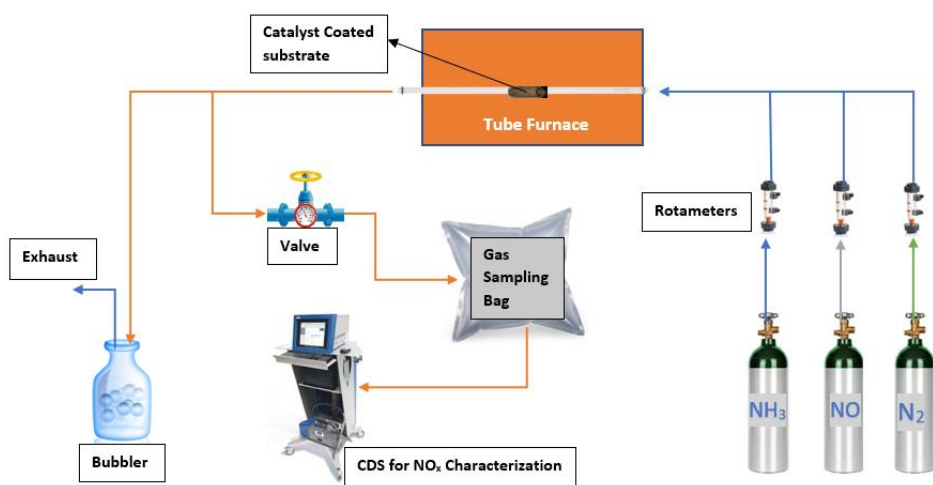 Catalyst Coated
substrate
Tube Furnace
Rotameters
Valve
Exhaust
Gas
Sampling
Bag
NH₃
NO
N₂
Bubbler
CDS for NOₓ Characterization